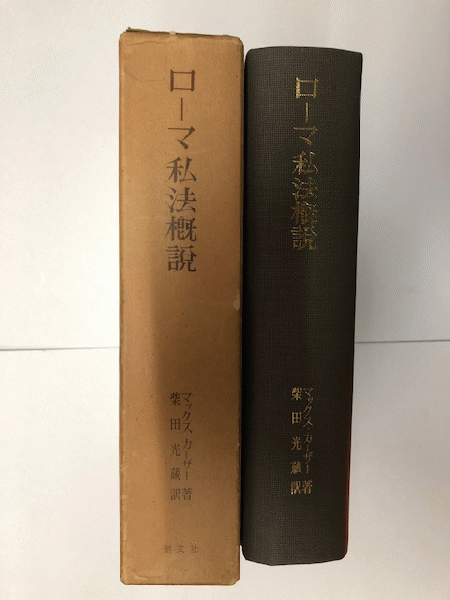 ローマ私法概説
マックス・カーザー著
柴田光蔵訳
創文社
ローマ私法概説
マックス・カーザー著
柴田光蔵訳